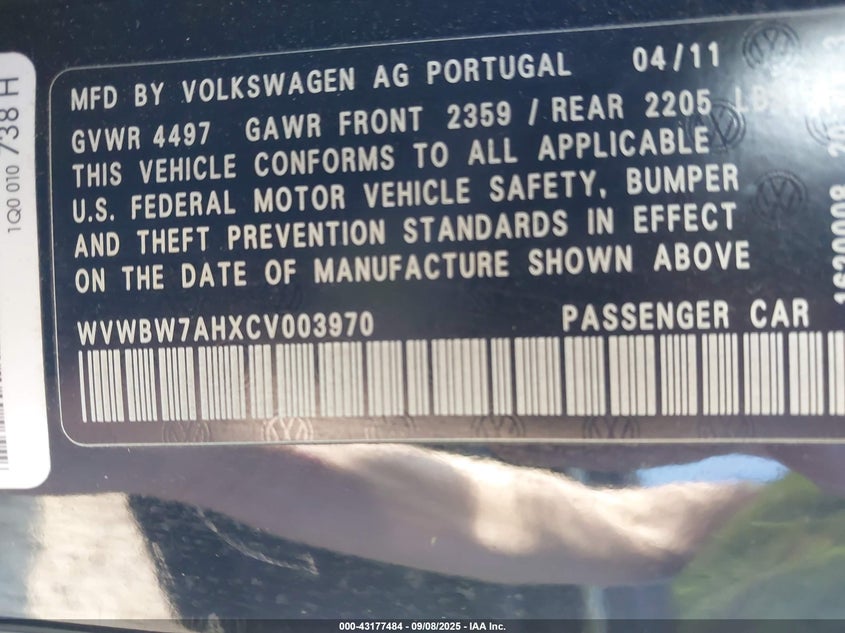 MFD BY VOLKSWAGEN AG PORTUGAL 04/11
GVWR 4497 GAWR FRONT 2359 / REAR 2205 LB
THIS VEHICLE CONFORMS TO ALL APPLICABLE
U.S. FEDERAL MOTOR VEHICLE SAFETY, BUMPER
AND THEFT PREVENTION STANDARDS IN EFFECT
ON THE DATE OF MANUFACTURE SHOWN ABOVE
WVWBW7AHXCV003970 PASSENGER CAR
1Q0 010 738 H
000-43177484 - 09/08/2025 - IAA Inc.